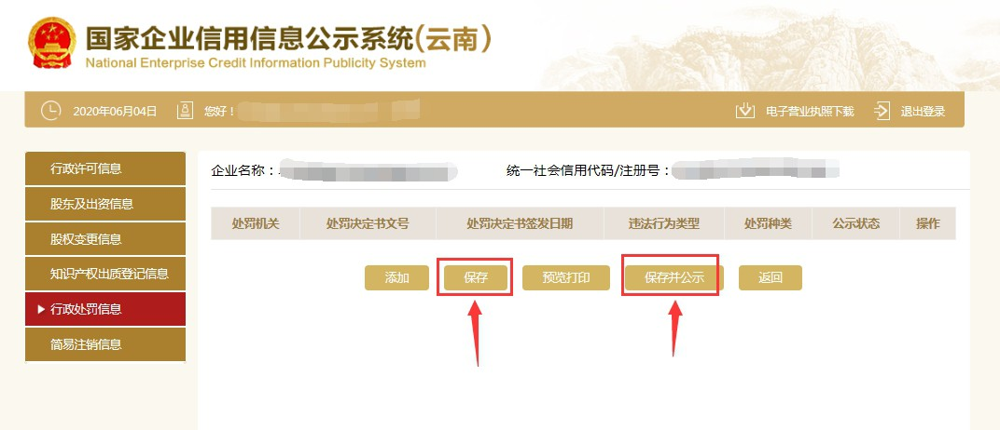 国家企业信用信息公示系统(云南)
National Enterprise Credit Information Publicity System
2020年06月04日 您好！ 电子营业执照下载 退出登录
行政许可信息
股东及出资信息
股权变更信息
知识产权出质登记信息
行政处罚信息
简易注销信息
企业名称： 统一社会信用代码/注册号：
处罚机关 处罚决定书文号 处罚决定书签发日期 违法行为类型 处罚种类 公示状态 操作
添加 保存 预览打印 保存并公示 返回